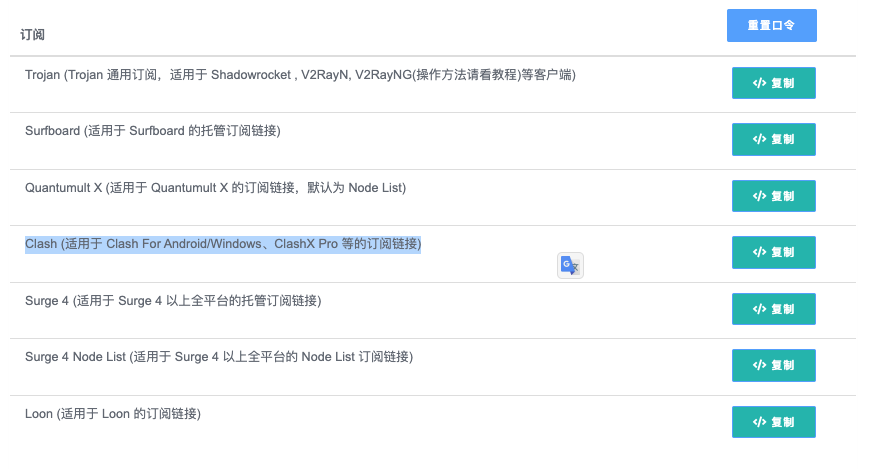 订阅
重置口令
Trojan (Trojan 通用订阅，适用于 Shadowrocket , V2RayN, V2RayNG(操作方法请看教程)等客户端)
</> 复制
Surfboard (适用于 Surfboard 的托管订阅链接)
</> 复制
Quantumult X (适用于 Quantumult X 的订阅链接，默认为 Node List)
</> 复制
Clash (适用于 Clash For Android/Windows、ClashX Pro 等的订阅链接)
</> 复制
Surge 4 (适用于 Surge 4 以上全平台的托管订阅链接)
</> 复制
Surge 4 Node List (适用于 Surge 4 以上全平台的 Node List 订阅链接)
</> 复制
Loon (适用于 Loon 的订阅链接)
</> 复制